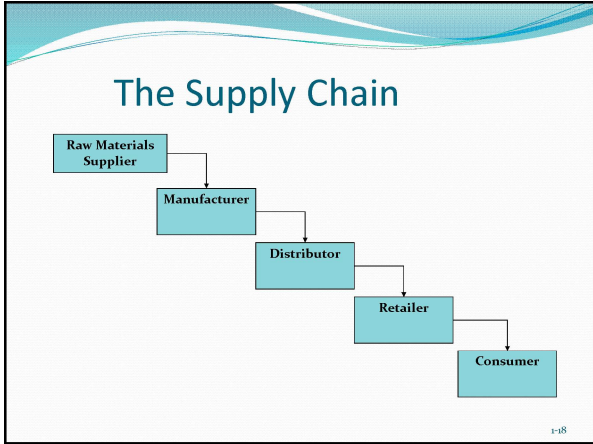 The Supply Chain
Raw Materials
Supplier
Manufacturer
Distributor
Retailer
Consumer
1-18